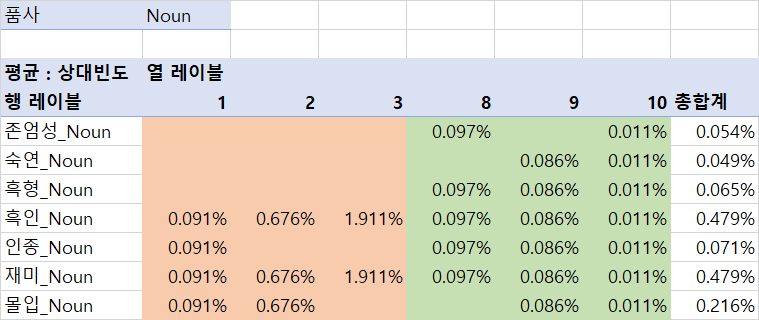 품사 Noun
평균 : 상대빈도 열 레이블
행 레이블 1 2 3 8 9 10 총합계
존엄성_Noun 0.097% 0.011% 0.054%
숙연_Noun 0.086% 0.011% 0.049%
흑형_Noun 0.097% 0.086% 0.011% 0.065%
흑인_Noun 0.091% 0.676% 1.911% 0.097% 0.086% 0.011% 0.479%
인종_Noun 0.091% 0.097% 0.086% 0.011% 0.071%
재미_Noun 0.091% 0.676% 1.911% 0.097% 0.086% 0.011% 0.479%
몰입_Noun 0.091% 0.676% 0.086% 0.011% 0.216%